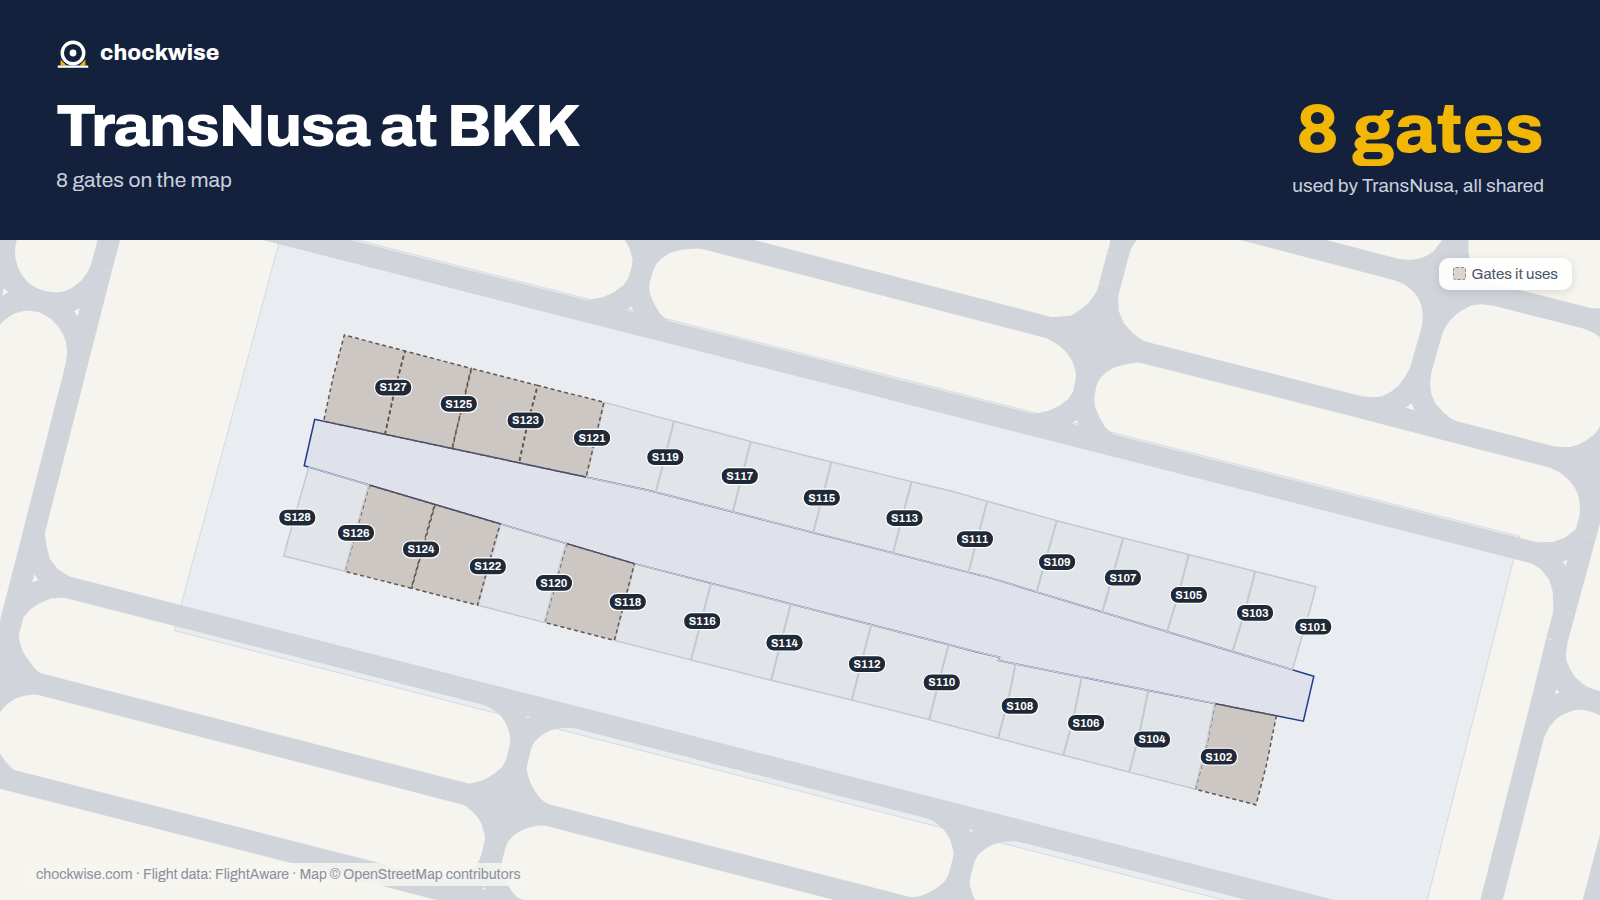 chockwise
TransNusa at BKK
8 gates on the map
8 gates
used by TransNusa, all shared
Gates it uses
S127
S125
S123
S121
S119
S117
S115
S113
S111
S109
S107
S105
S103
S101
S128
S126
S124
S122
S120
S118
S116
S114
S112
S110
S108
S106
S104
S102
chockwise.com · Flight data: FlightAware · Map © OpenStreetMap contributors